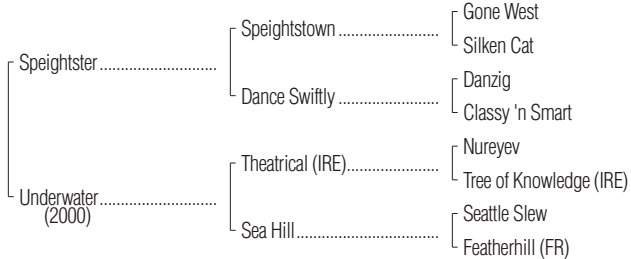 Gone West
Speightstown
Silken Cat
Speightster
Danzig
Dance Swiftly
Classy 'n Smart
Nureyev
Theatrical (IRE)
Tree of Knowledge (IRE)
Underwater
(2000)
Seattle Slew
Sea Hill
Featherhill (FR)